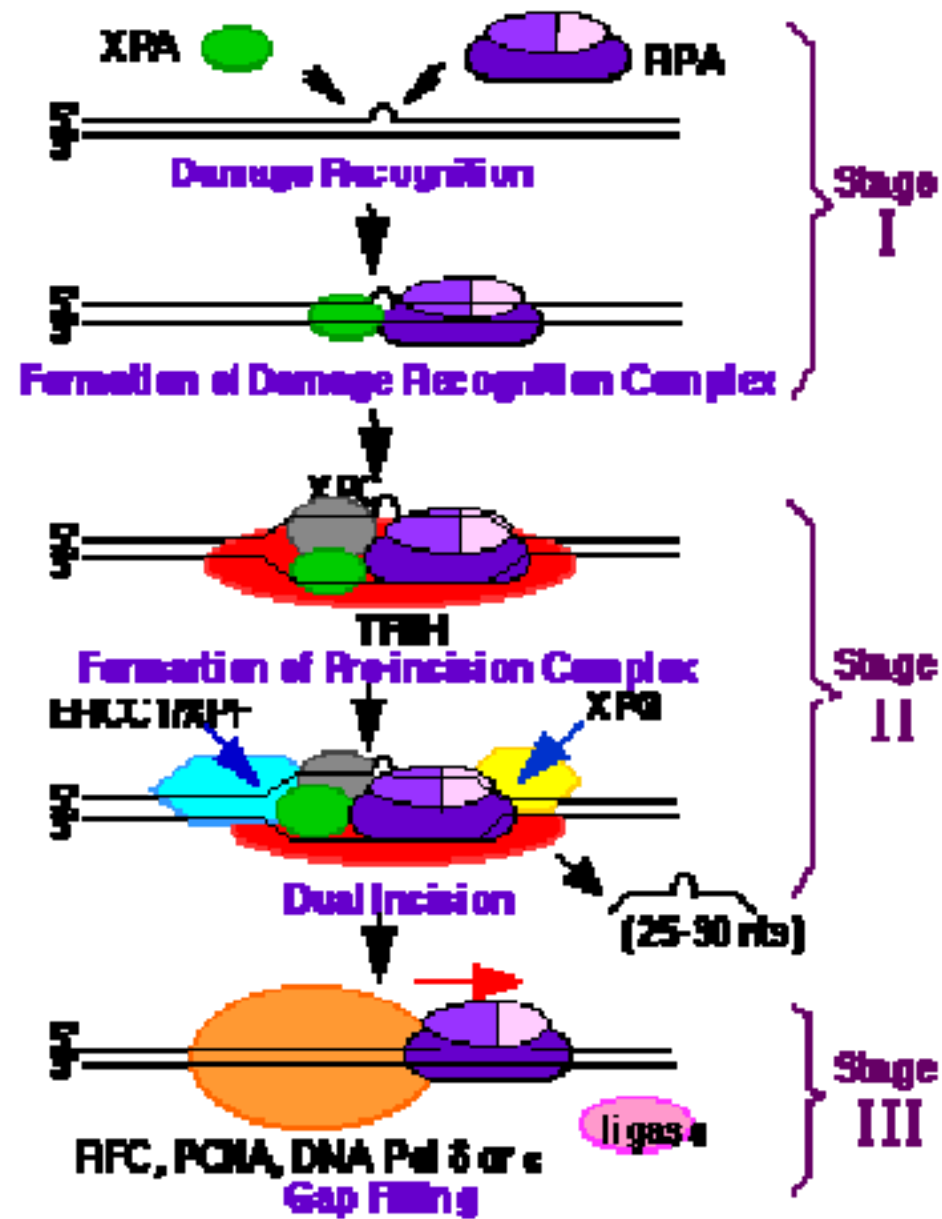 XPA
RPA
5'
3'
Damage Recognition
Stage
I
5'
3'
Formation of Damage Recognition Complex
XPC
5'
3'
TFIIH
Formartion of Pre-incision Complex
Stage
II
ERCC1/XPF
XPG
5'
3'
Dual Incision
(25-30 nts)
5'
3'
Stage
III
ligase
RFC, PCNA, DNA Pol δ or ε
Gap Filling